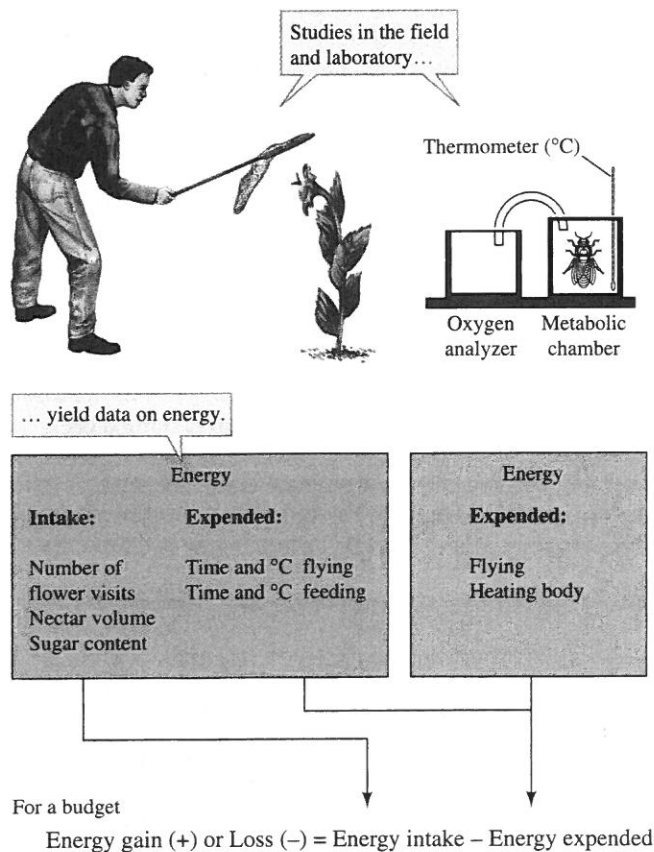 Studies in the field
and laboratory…
Thermometer (°C)
Oxygen
analyzer
Metabolic
chamber
… yield data on energy.
Energy
Intake:
Expended:
Number of
flower visits
Nectar volume
Sugar content
Time and °C flying
Time and °C feeding
Energy
Expended:
Flying
Heating body
For a budget
Energy gain (+) or Loss (–) = Energy intake – Energy expended